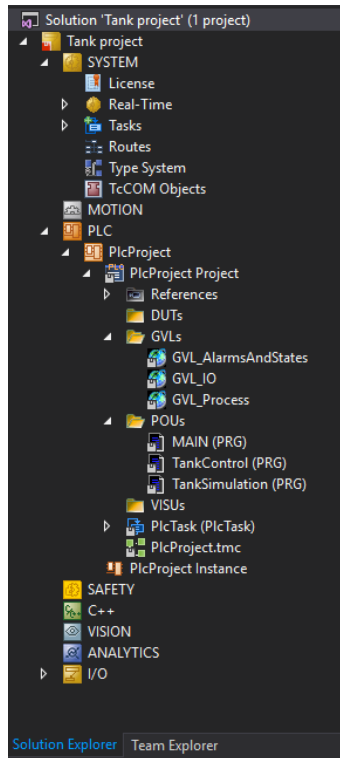 Solution 'Tank project' (1 project)
Tank project
SYSTEM
License
Real-Time
Tasks
Routes
Type System
TcCOM Objects
MOTION
PLC
PlcProject
PlcProject Project
References
DUTs
GVLs
GVL_AlarmsAndStates
GVL_IO
GVL_Process
POUs
MAIN (PRG)
TankControl (PRG)
TankSimulation (PRG)
VISUs
PlcTask (PlcTask)
PlcProject.tmc
PlcProject Instance
SAFETY
C++
VISION
ANALYTICS
I/O
Solution Explorer Team Explorer